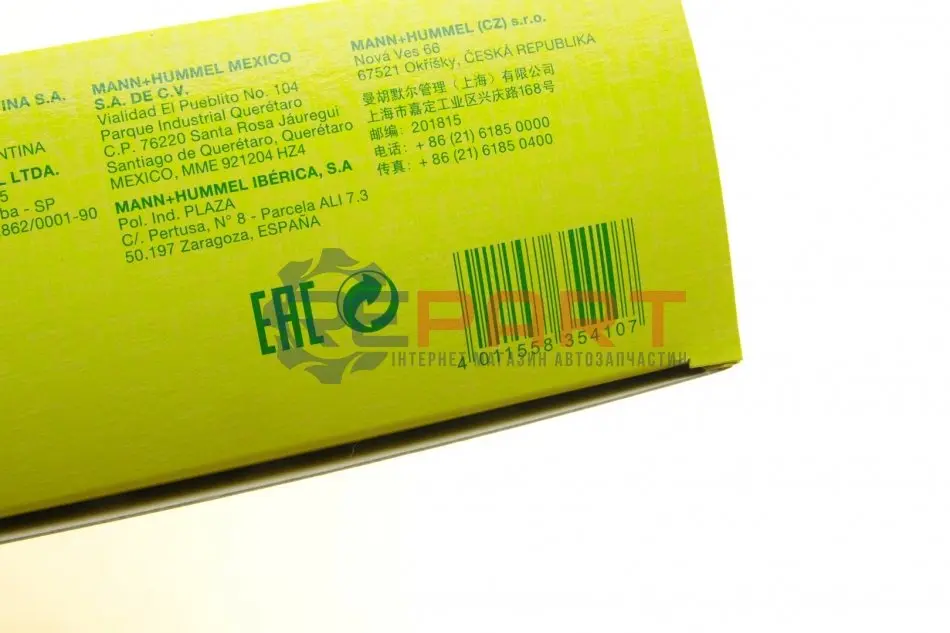 INA S.A.
NTINA
L LTDA.
5
ba - SP
862/0001-90
MANN+HUMMEL MEXICO
S.A. DE C.V.
Vialidad El Pueblito No. 104
Parque Industrial Querétaro
C.P. 76220 Santa Rosa Jáuregui
Santiago de Querétaro, Querétaro
MEXICO, MME 921204 HZ4
MANN+HUMMEL IBÉRICA, S.A
Pol. Ind. PLAZA
C/. Pertusa, N° 8 - Parcela ALI 7.3
50.197 Zaragoza, ESPAÑA
MANN+HUMMEL (CZ) s.r.o.
Nová Ves 66
67521 Okříšky, ČESKÁ REPUBLIKA
曼胡默尔管理（上海）有限公司
上海市嘉定工业区兴庆路168号
邮编：201815
电话：+ 86 (21) 6185 0000
传真：+ 86 (21) 6185 0400
EAC
REPART
ІНТЕРНЕТ МАГАЗИН АВТОЗАПЧАСТИН
4 011558 354107